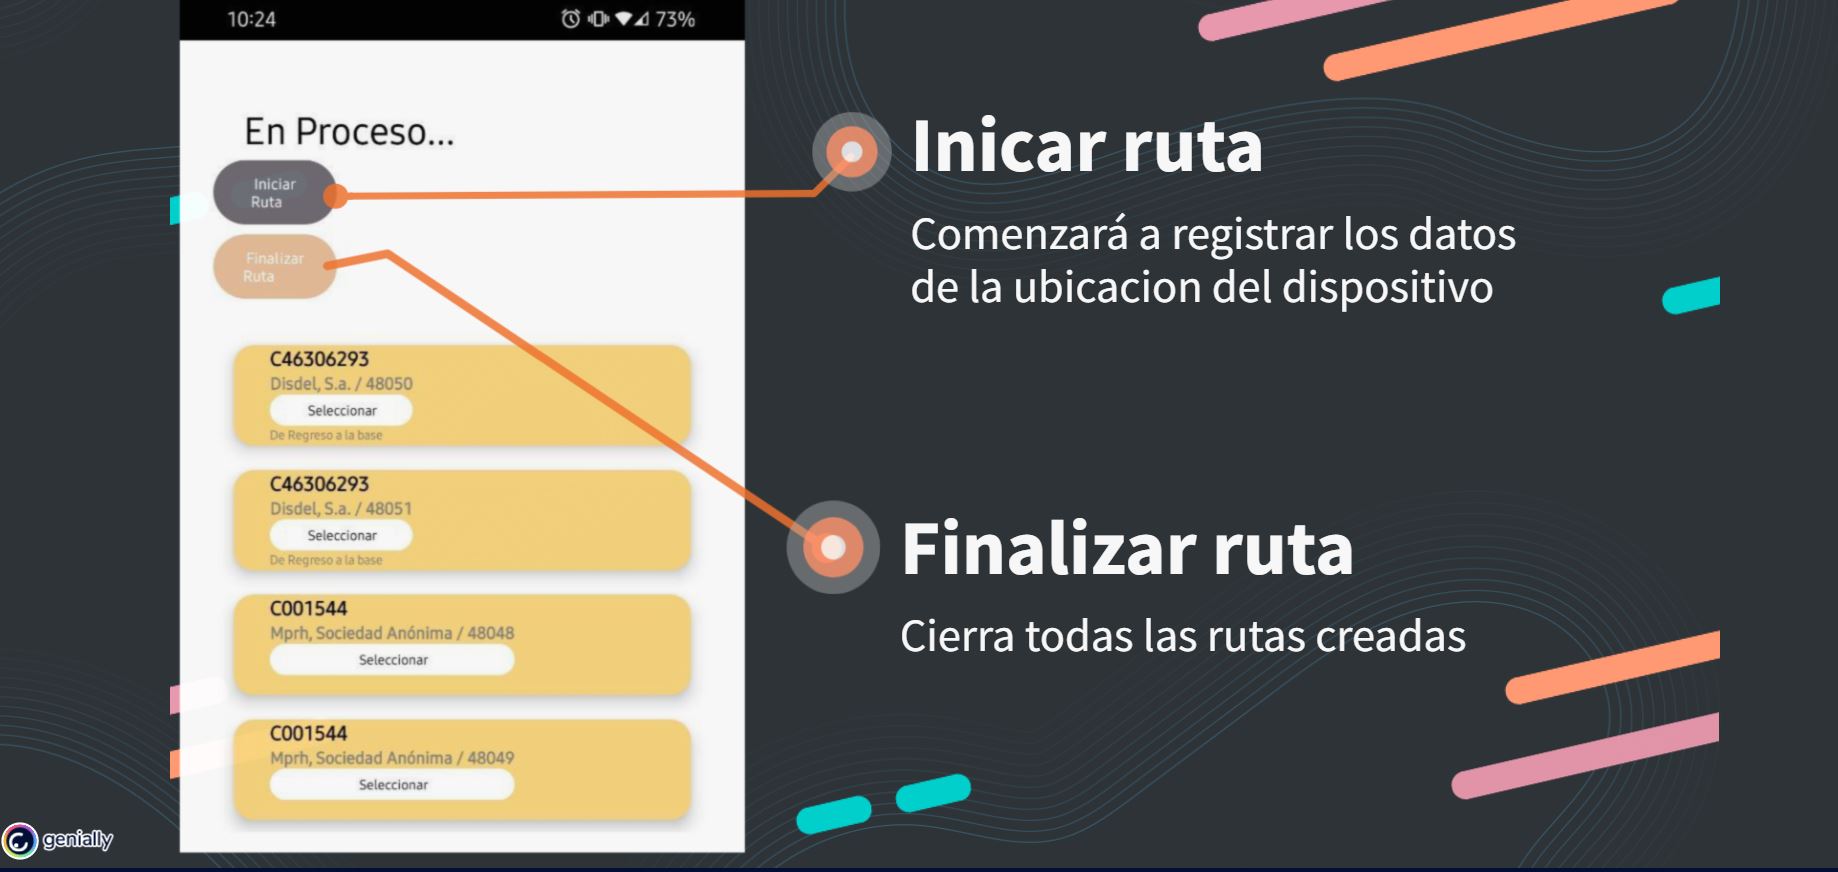 10:24
73%
En Proceso...
Iniciar
Ruta
Finalizar
Ruta
C46306293
Disdel, S.a. / 48050
Seleccionar
De Regreso a la base
C46306293
Disdel, S.a. / 48051
Seleccionar
De Regreso a la base
C001544
Mprh, Sociedad Anónima / 48048
Seleccionar
C001544
Mprh, Sociedad Anónima / 48049
Seleccionar
Inicar ruta
Comenzará a registrar los datos
de la ubicacion del dispositivo
Finalizar ruta
Cierra todas las rutas creadas
genially